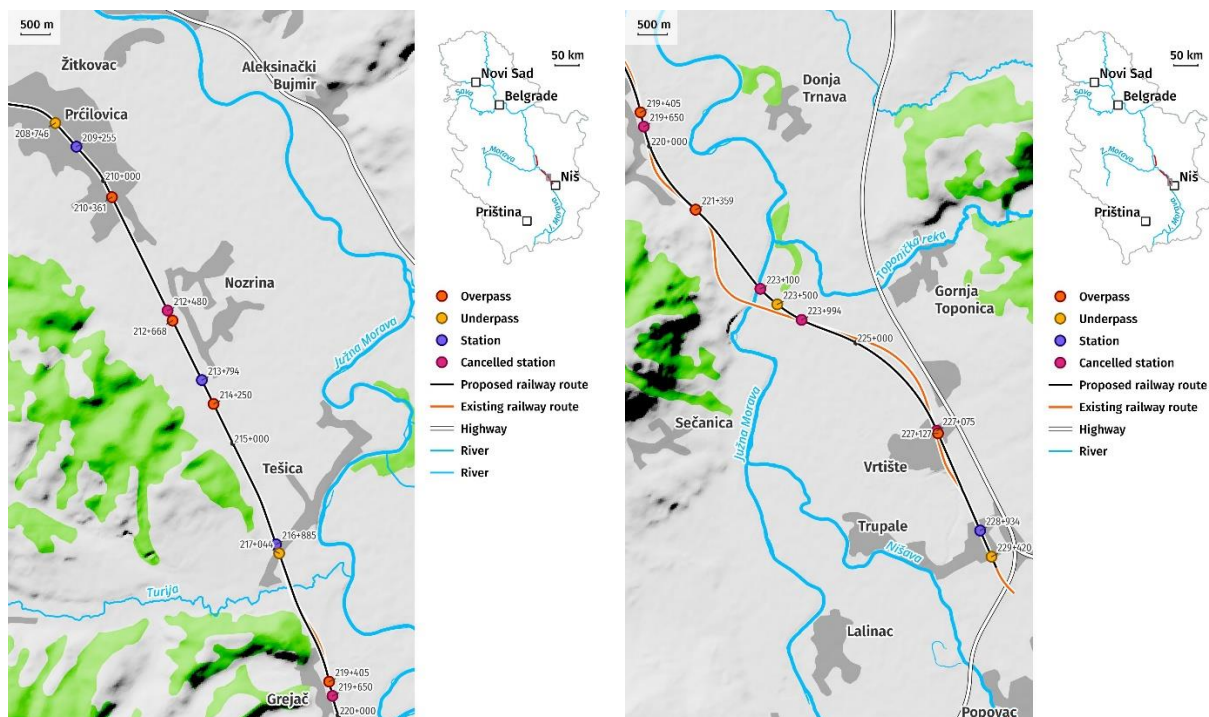 500 m
Žitkovac
Aleksinački
Bujmir
Prćilovica
208+746
209+255
210+000
210+361
Nozrina
212+480
212+668
213+794
214+250
215+000
Južna Morava
Tešica
216+885
217+044
Turija
219+405
219+650
Grejač
220+000
50 km
Novi Sad
Sava
Belgrade
Z. Morava
Niš
J. Morava
Priština
Overpass
Underpass
Station
Cancelled station
Proposed railway route
Existing railway route
Highway
River
River
500 m
Donja
Trnava
219+405
219+650
220+000
221+359
Toponička reka
223+100
223+500
223+994
Gornja
Toponica
225+000
Sečanica
Južna Morava
227+075
227+127
Vrtište
228+934
Trupale
229+420
Nišava
Lalinac
Popovac
50 km
Novi Sad
Sava
Belgrade
Z. Morava
Niš
J. Morava
Priština
Overpass
Underpass
Station
Cancelled station
Proposed railway route
Existing railway route
Highway
River